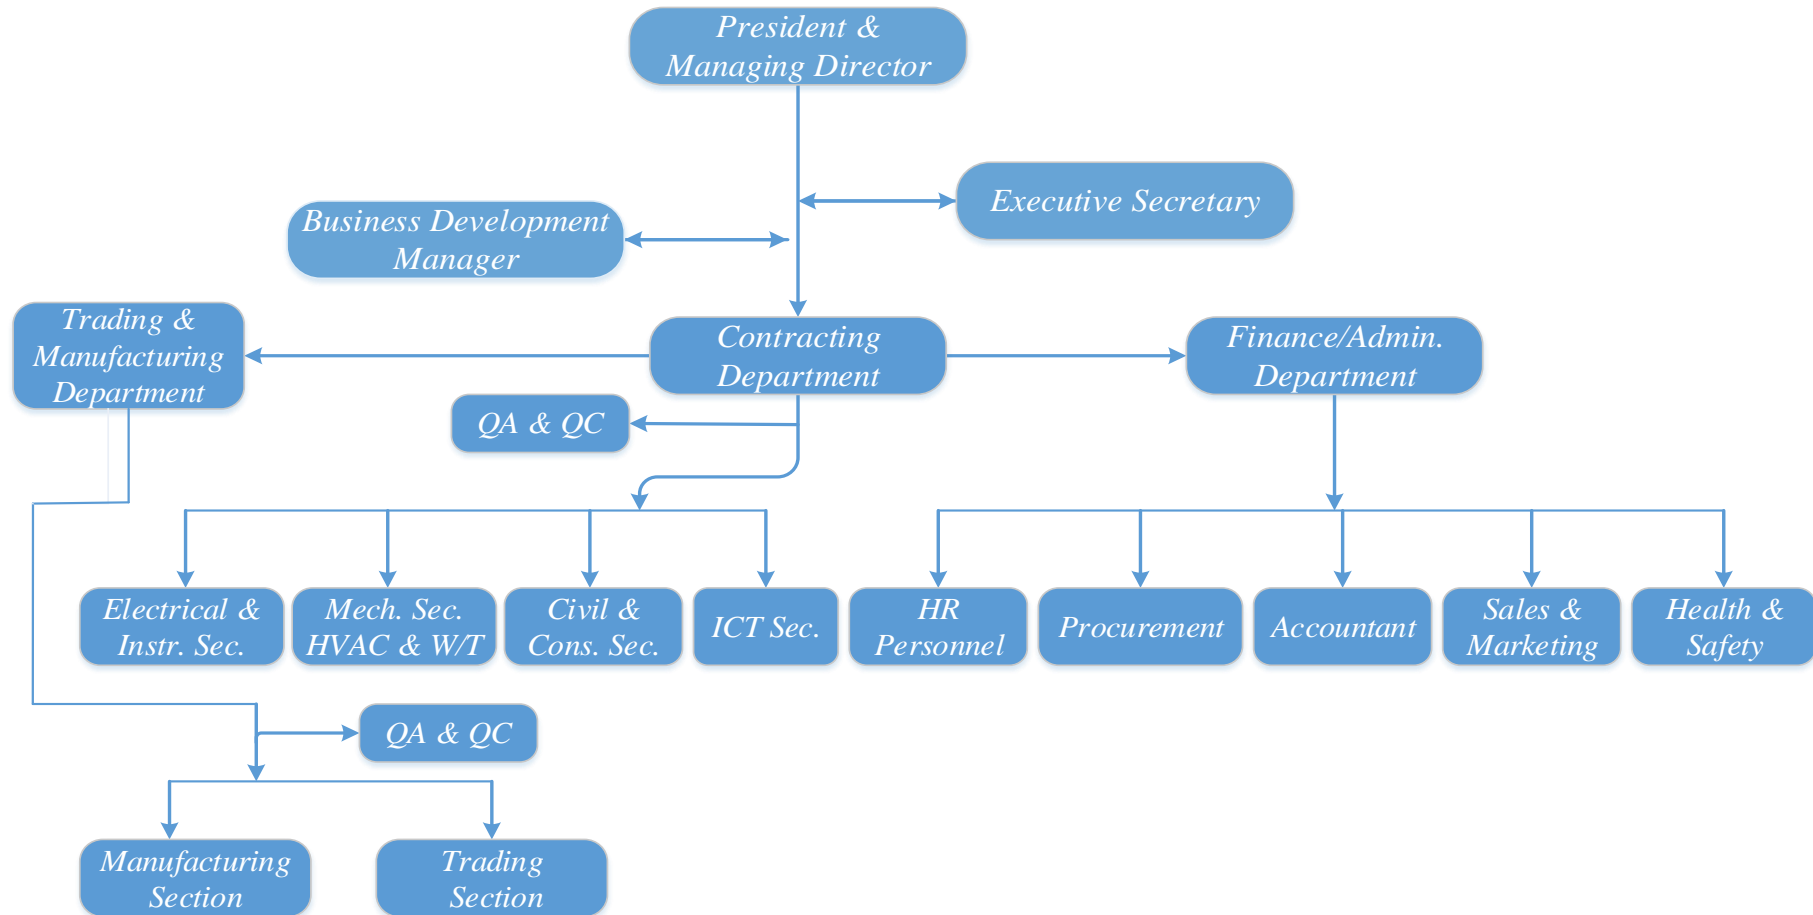 President &
Managing Director
Executive Secretary
Business Development
Manager
Trading &
Manufacturing
Department
Contracting
Department
Finance/Admin.
Department
QA & QC
Electrical &
Instr. Sec.
Mech. Sec.
HVAC & W/T
Civil &
Cons. Sec.
ICT Sec.
HR
Personnel
Procurement
Accountant
Sales &
Marketing
Health &
Safety
QA & QC
Manufacturing
Section
Trading
Section